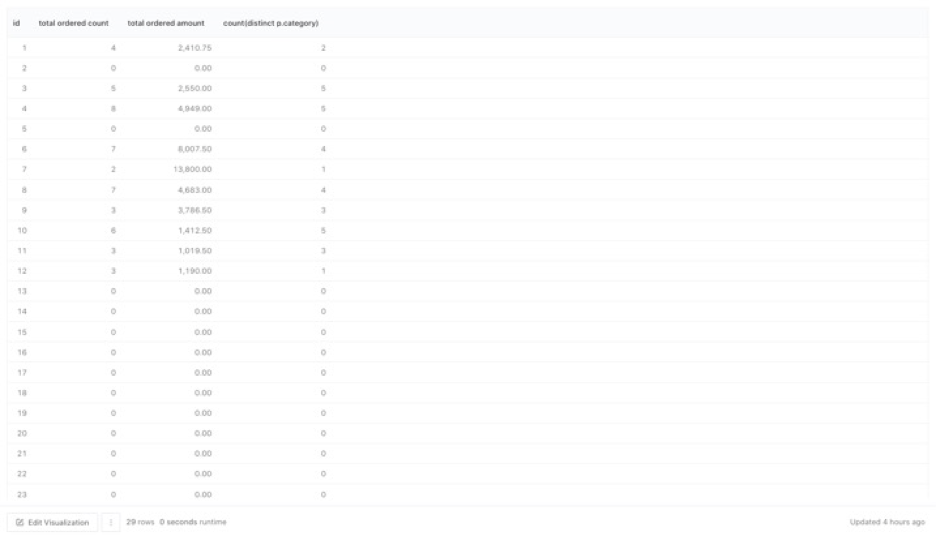 id total ordered count total ordered amount count(distinct p.category)
1 4 2,410.75 2
2 0 0.00 0
3 5 2,550.00 5
4 8 4,949.00 5
5 0 0.00 0
6 7 8,007.50 4
7 2 13,800.00 1
8 7 4,683.00 4
9 3 3,786.50 3
10 6 1,412.50 5
11 3 1,019.50 3
12 3 1,190.00 1
13 0 0.00 0
14 0 0.00 0
15 0 0.00 0
16 0 0.00 0
17 0 0.00 0
18 0 0.00 0
19 0 0.00 0
20 0 0.00 0
21 0 0.00 0
22 0 0.00 0
23 0 0.00 0
Edit Visualization 29 rows 0 seconds runtime Updated 4 hours ago